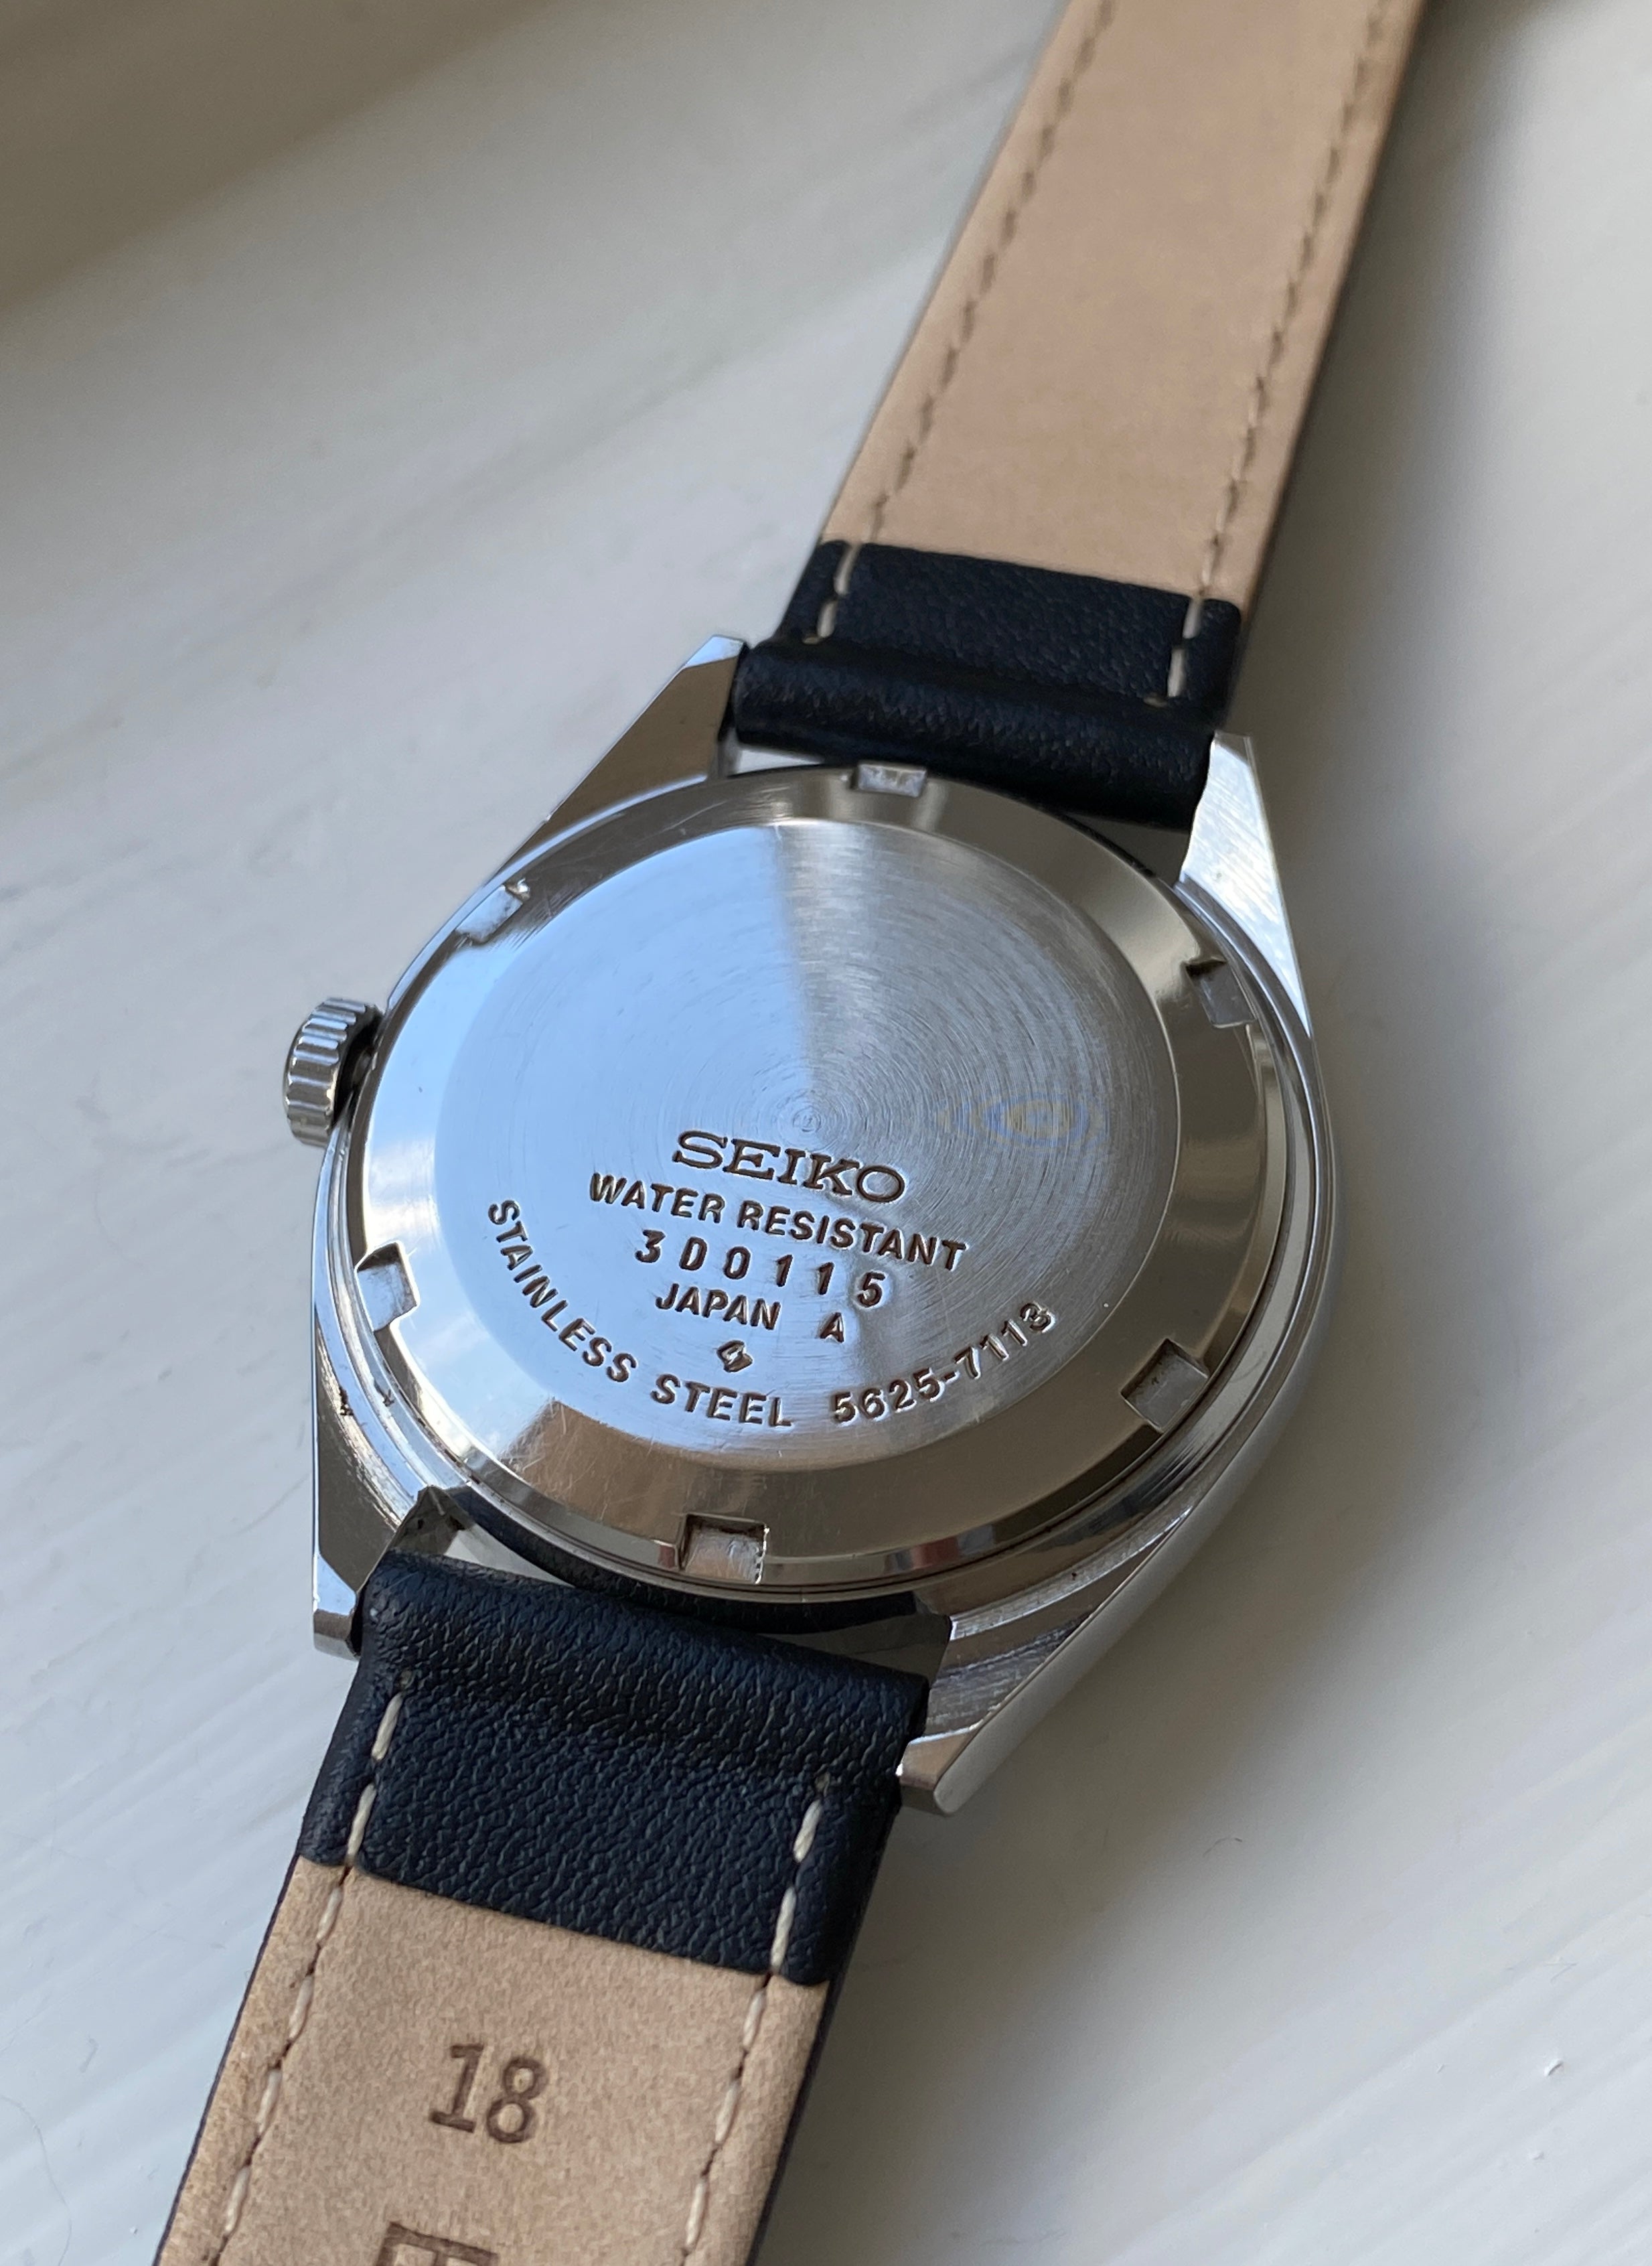 SEIKO
WATER RESISTANT
3D0115
JAPAN A
STAINLESS STEEL 5625-7113
18